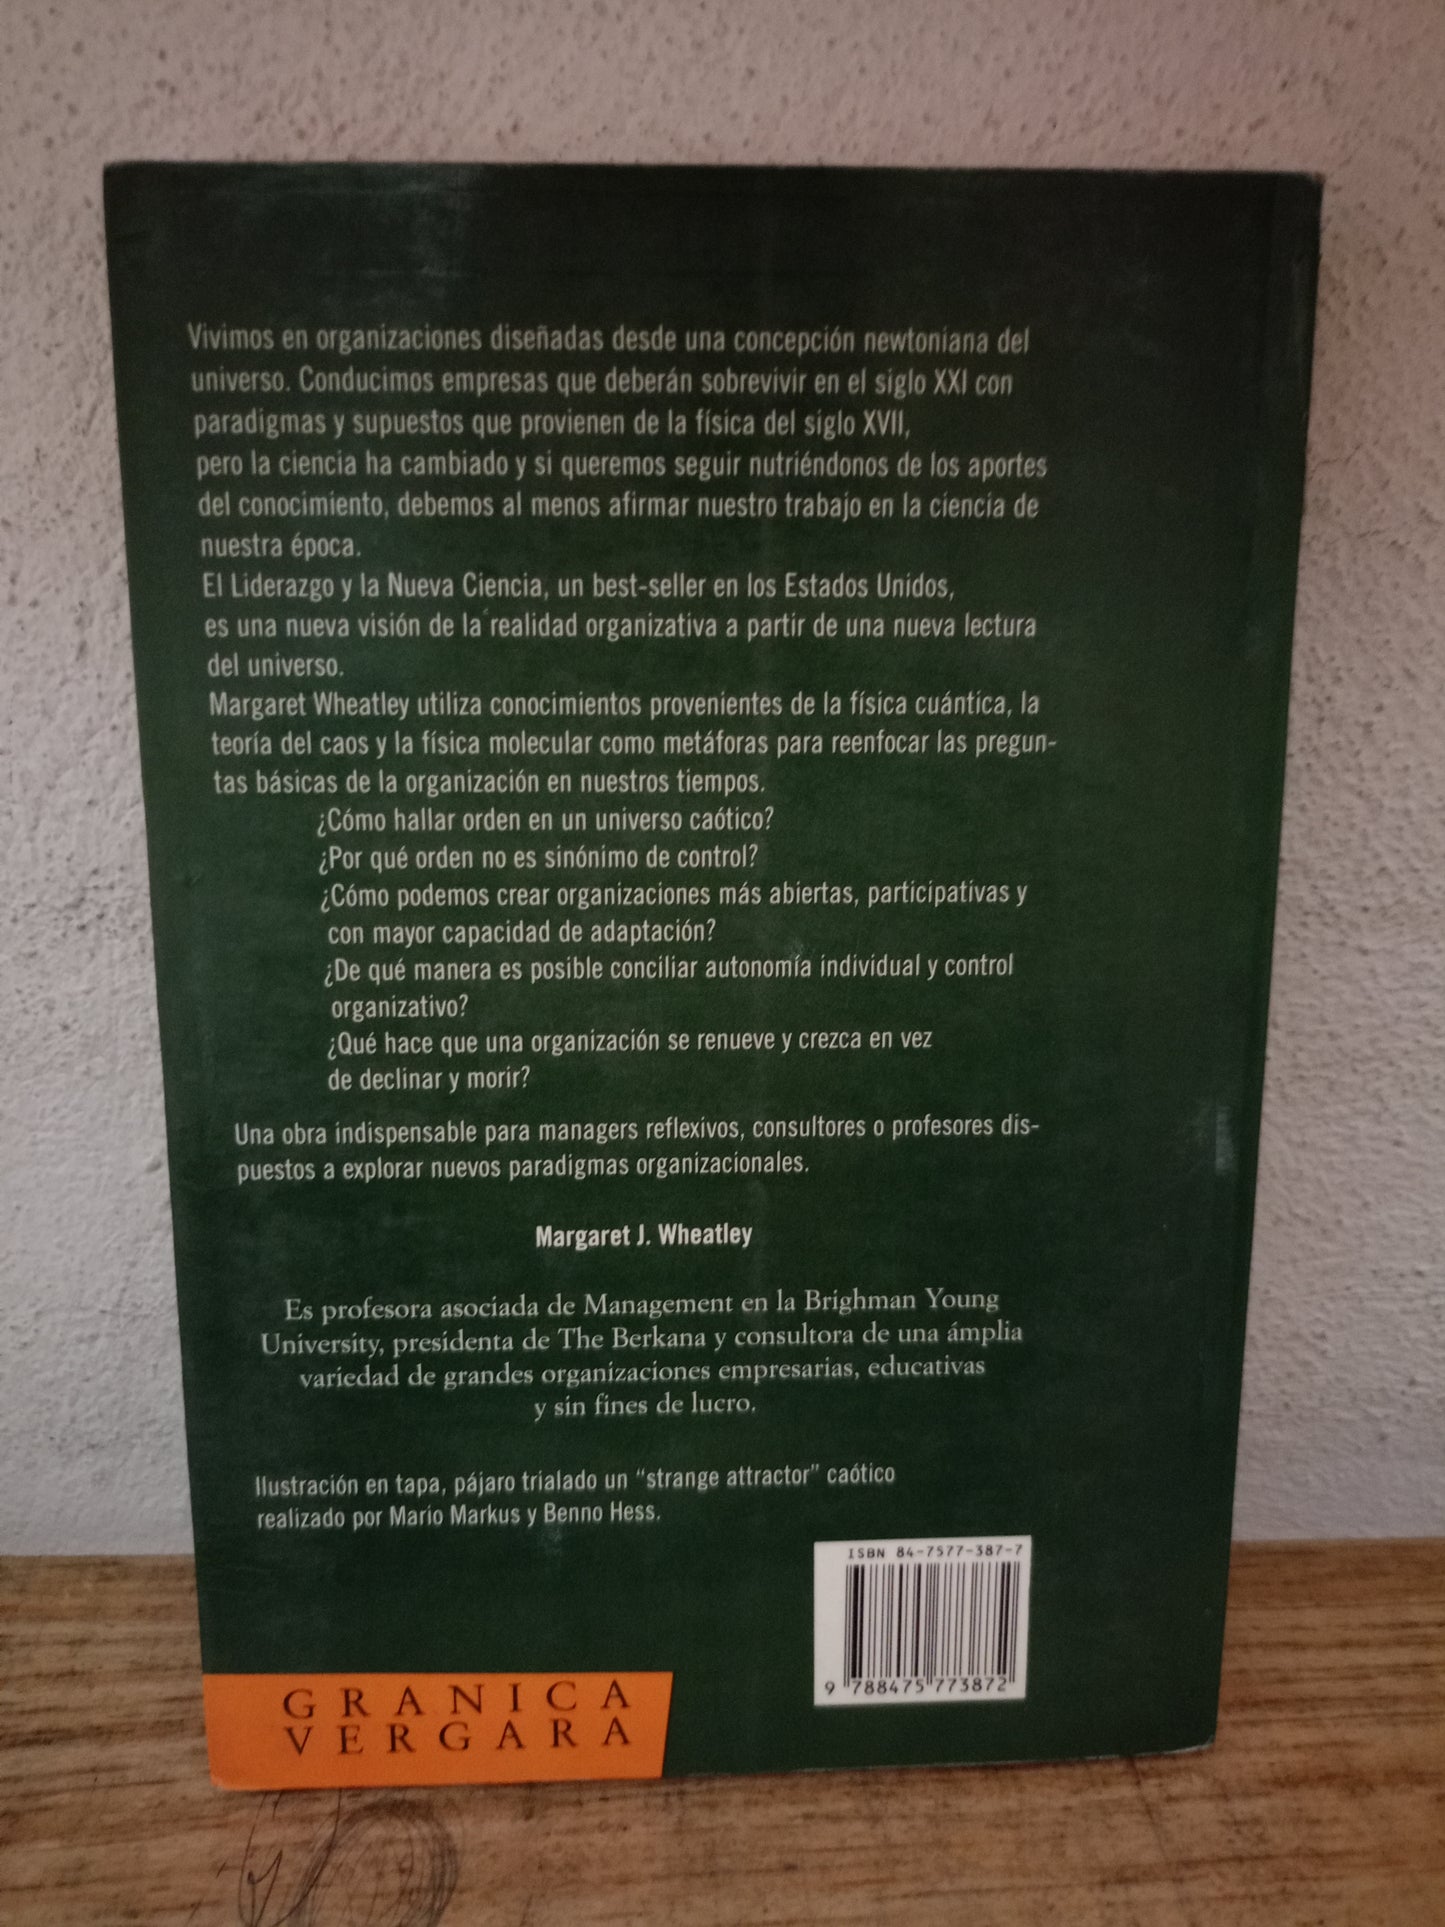 Vivimos en organizaciones diseñadas desde una concepción newtoniana del
universo. Conducimos empresas que deberán sobrevivir en el siglo XXI con
paradigmas y supuestos que provienen de la física del siglo XVII,
pero la ciencia ha cambiado y si queremos seguir nutriéndonos de los aportes
del conocimiento, debemos al menos afirmar nuestro trabajo en la ciencia de
nuestra época.
El Liderazgo y la Nueva Ciencia, un best-seller en los Estados Unidos,
es una nueva visión de la realidad organizativa a partir de una nueva lectura
del universo.
Margaret Wheatley utiliza conocimientos provenientes de la física cuántica, la
teoría del caos y la física molecular como metáforas para reenfocar las pregun-
tas básicas de la organización en nuestros tiempos.
¿Cómo hallar orden en un universo caótico?
¿Por qué orden no es sinónimo de control?
¿Cómo podemos crear organizaciones más abiertas, participativas y
con mayor capacidad de adaptación?
¿De qué manera es posible conciliar autonomía individual y control
organizativo?
¿Qué hace que una organización se renueve y crezca en vez
de declinar y morir?
Una obra indispensable para managers reflexivos, consultores o profesores dis-
puestos a explorar nuevos paradigmas organizacionales.
Margaret J. Wheatley
Es profesora asociada de Management en la Brighman Young
University, presidenta de The Berkana y consultora de una ámplia
variedad de grandes organizaciones empresarias, educativas
y sin fines de lucro.
Ilustración en tapa, pájaro trialado un "strange attractor" caótico
realizado por Mario Markus y Benno Hess.
ISBN 84-7577-387-7
9 788475 773872
GRANICA
VERGARA